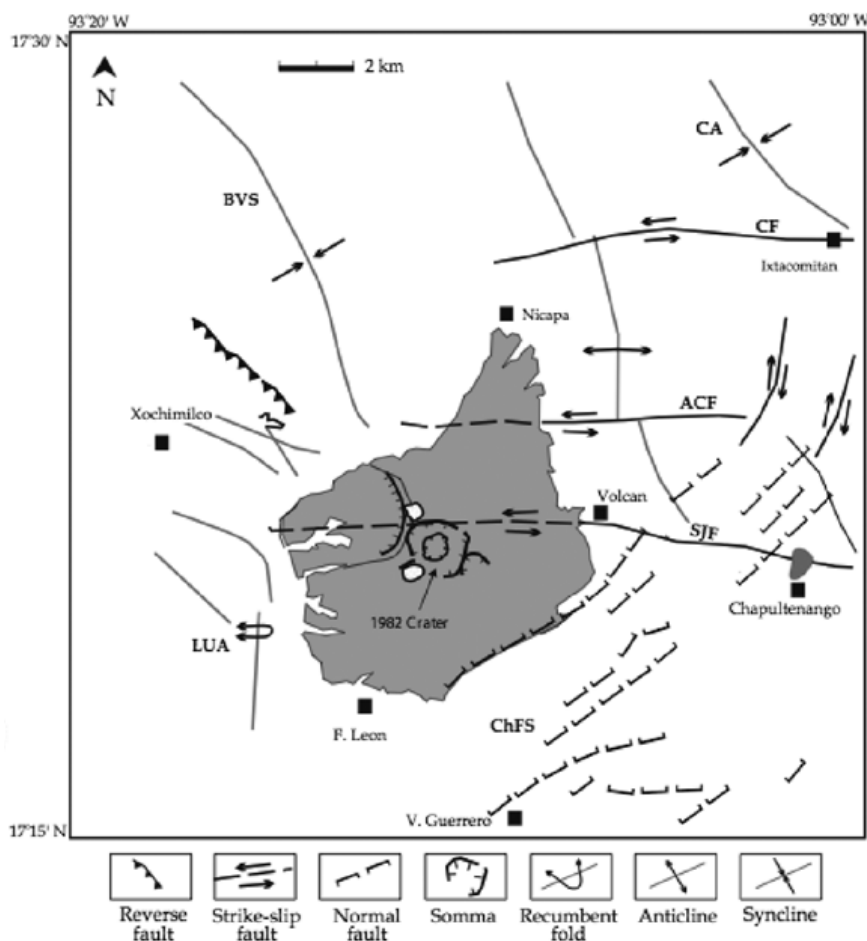 93°20' W
93°00' W
17°30' N
2 km
N
CA
BVS
CF
Ixtacomitan
Nicapa
Xochimilco
ACF
Volcan
SJF
1982 Crater
Chapultenango
LUA
ChFS
F. Leon
V. Guerrero
17°15' N
Reverse
fault
Strike-slip
fault
Normal
fault
Somma
Recumbent
fold
Anticline
Syncline